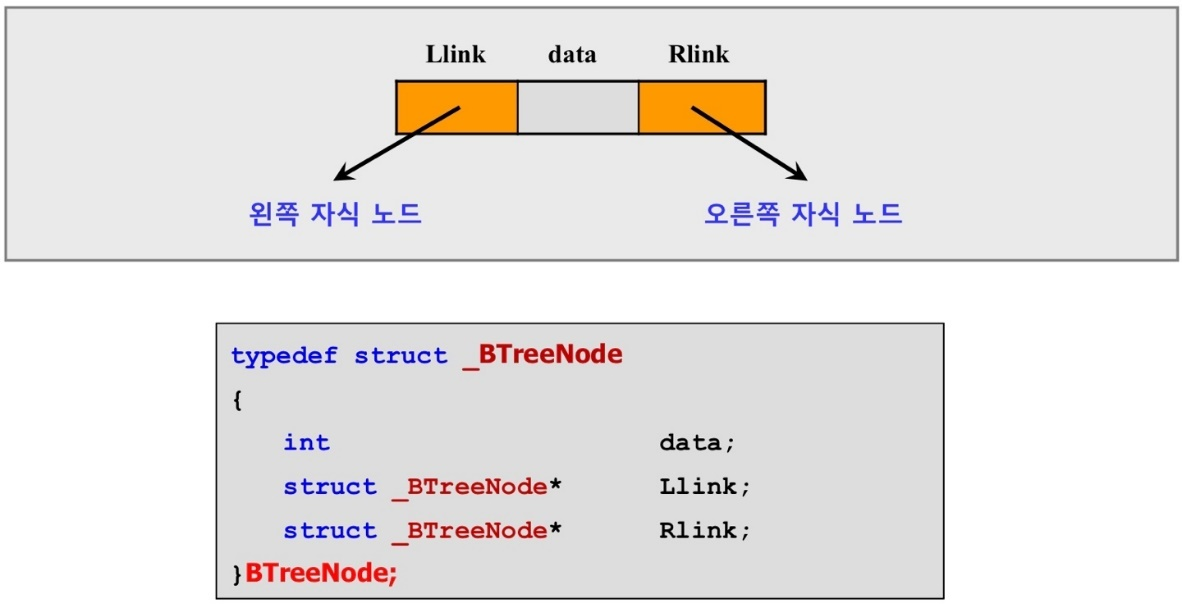 Llink data Rlink
왼쪽 자식 노드 오른쪽 자식 노드
typedef struct _BTreeNode
{
int data;
struct _BTreeNode* Llink;
struct _BTreeNode* Rlink;
}BTreeNode;